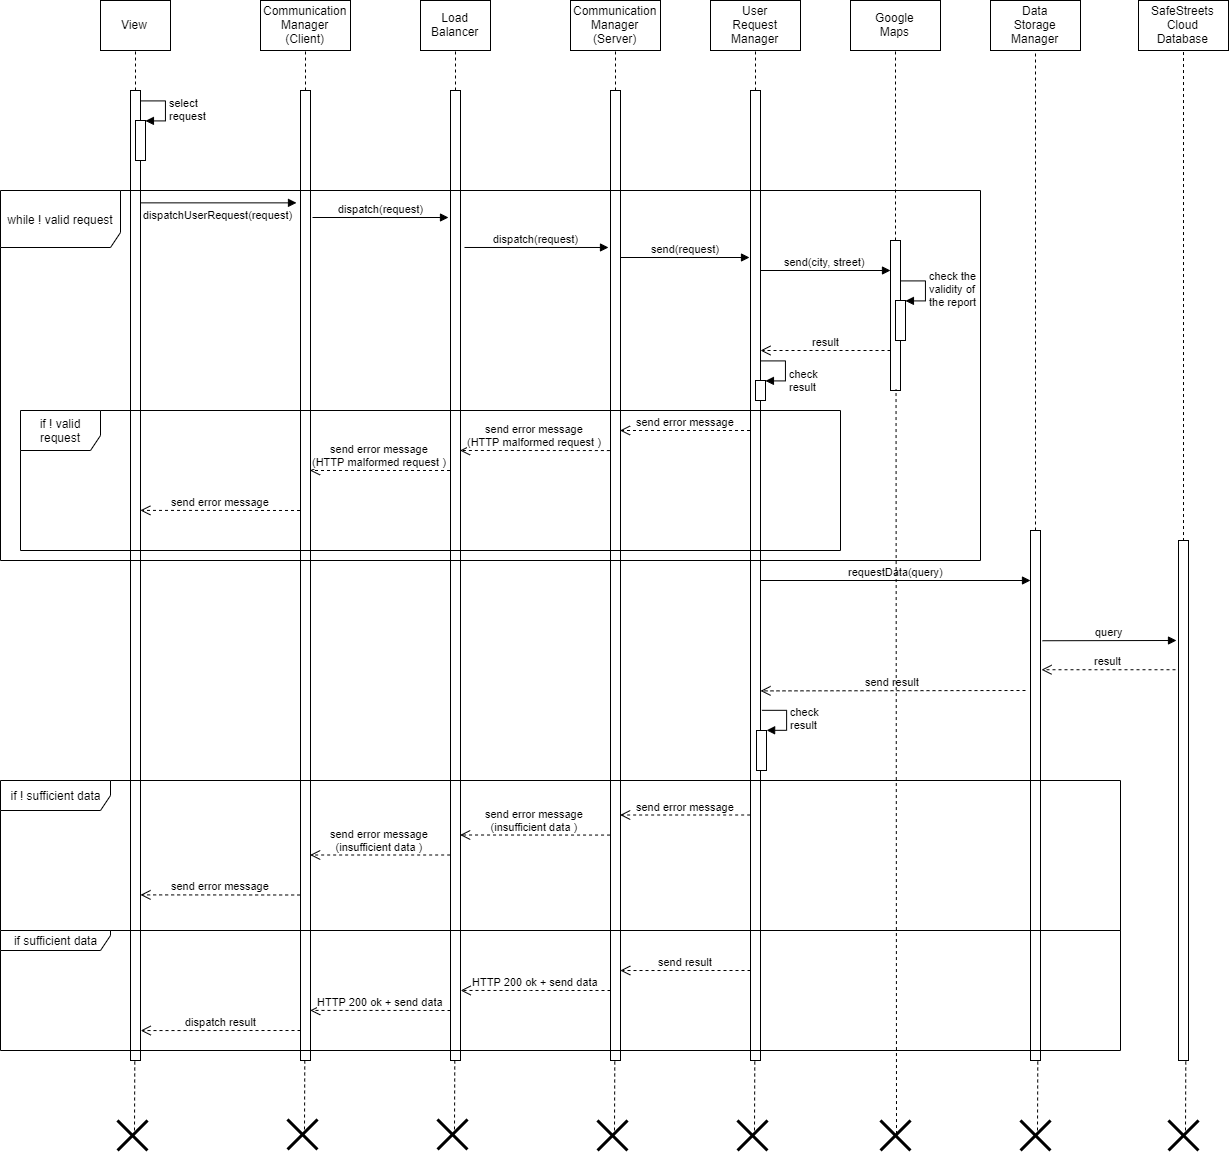 View
Communication
Manager
(Client)
Load
Balancer
Communication
Manager
(Server)
User
Request
Manager
Google
Maps
Data
Storage
Manager
SafeStreets
Cloud
Database
select
request
while ! valid request
dispatchUserRequest(request)
dispatch(request)
dispatch(request)
send(request)
send(city, street)
check the
validity of
the report
result
check
result
if ! valid
request
send error message
send error message
(HTTP malformed request )
send error message
(HTTP malformed request )
send error message
requestData(query)
query
result
send result
check
result
if ! sufficient data
send error message
send error message
(insufficient data )
send error message
(insufficient data )
send error message
if sufficient data
send result
HTTP 200 ok + send data
HTTP 200 ok + send data
dispatch result